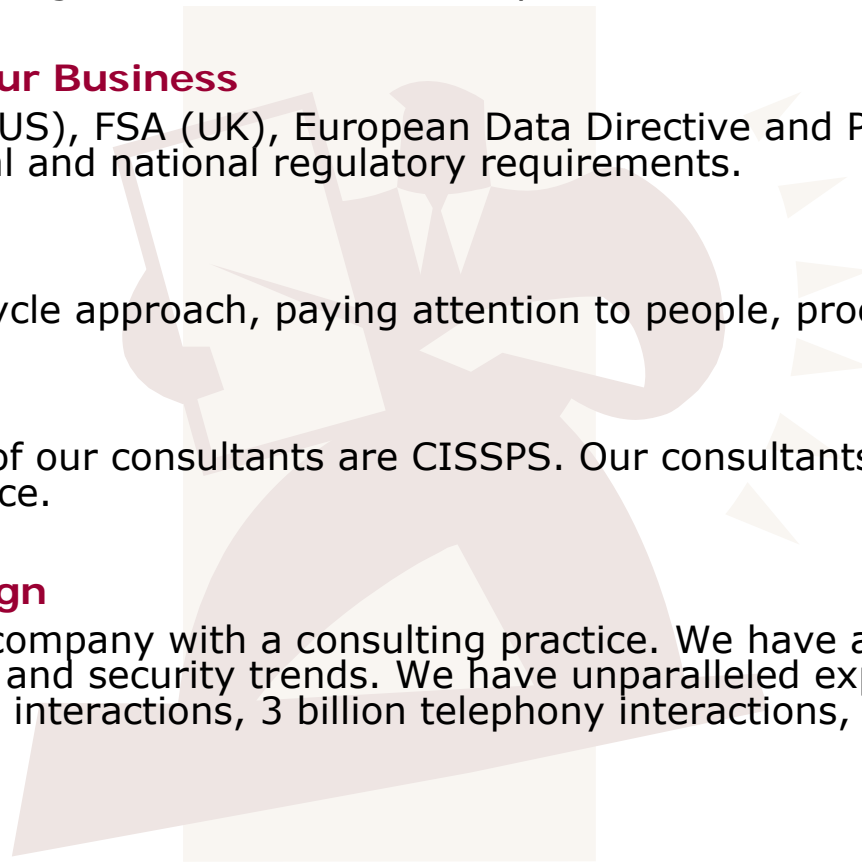 ur Business
US), FSA (UK), European Data Directive and P
al and national regulatory requirements.
ycle approach, paying attention to people, proc
of our consultants are CISSPS. Our consultants
ce.
gn
company with a consulting practice. We have a
and security trends. We have unparalleled exp
interactions, 3 billion telephony interactions,